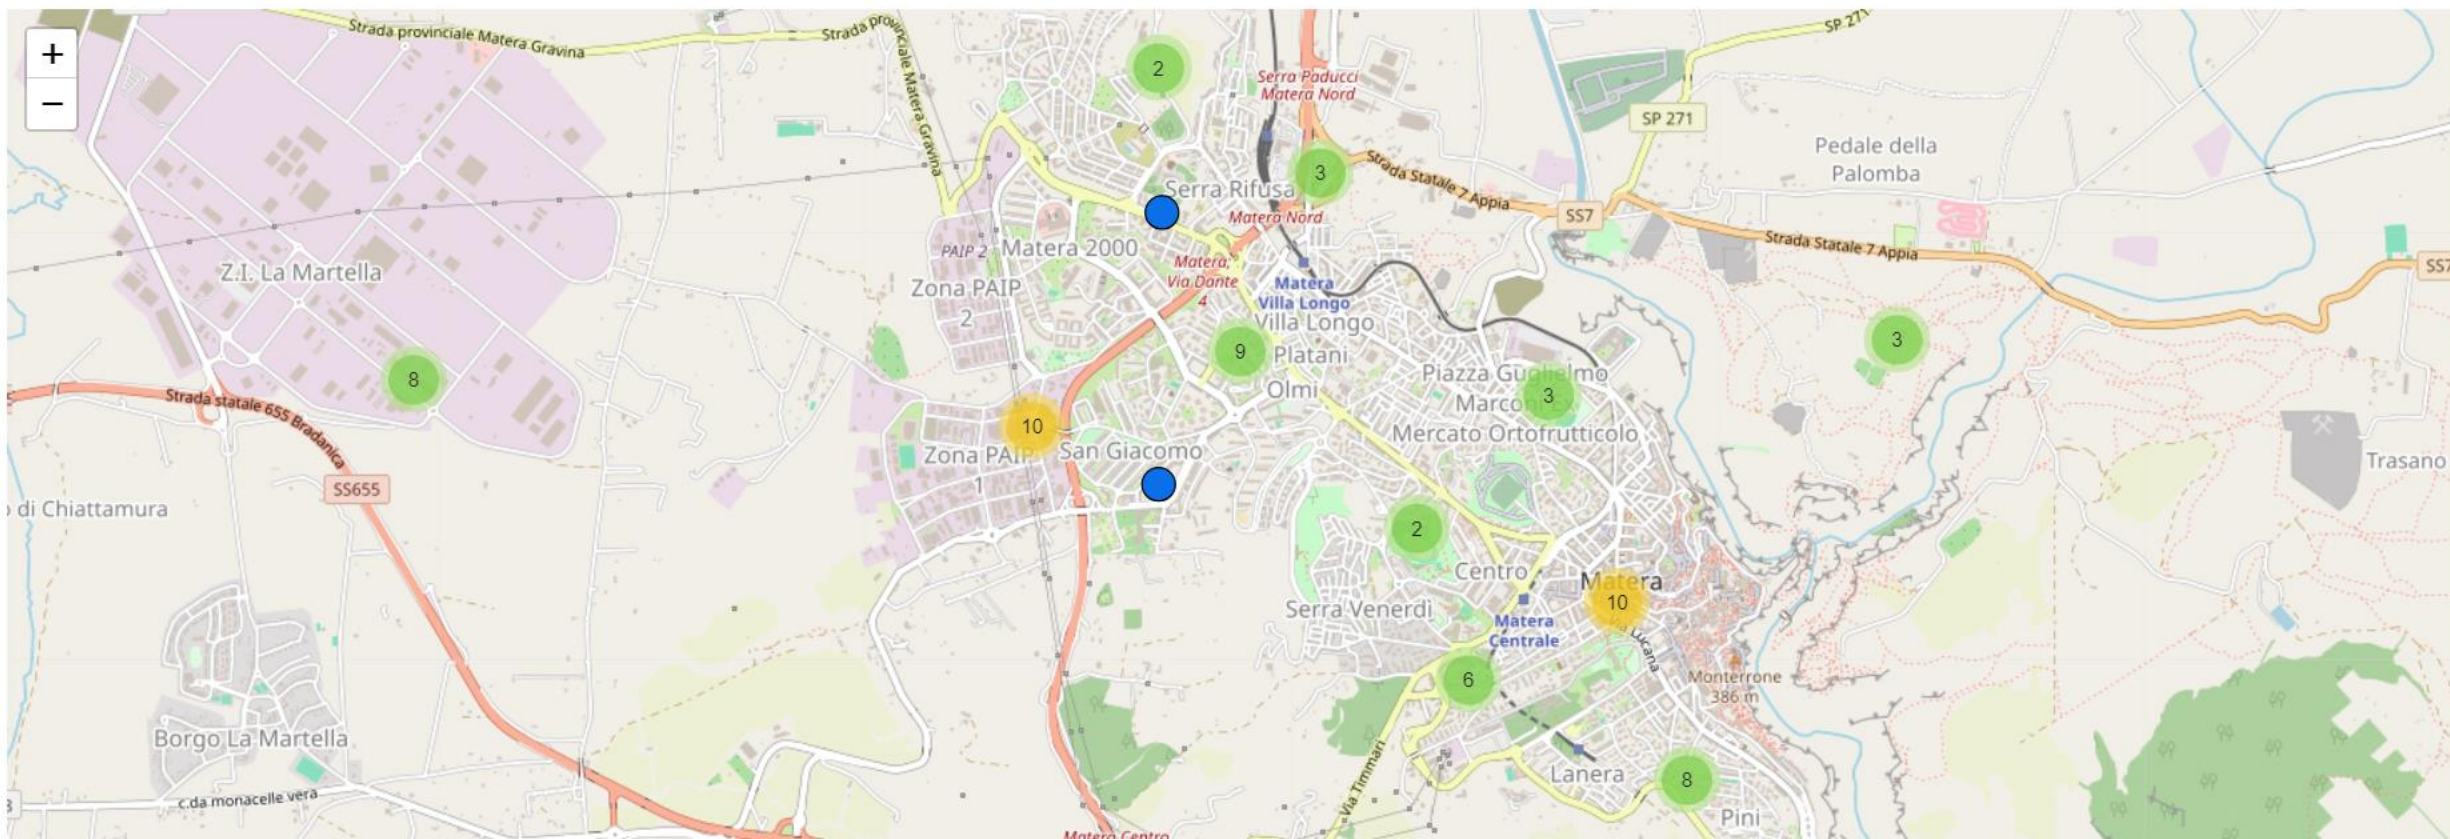 Strada provinciale Matera Gravina
Strada provinciale Matera Gravina
SP 271
+
−
2
Serra Paducci
Matera Nord
SP 271
Pedale della
Palomba
3
Strada Statale 7 Appia
Serra Rifusa
SS7
Matera Nord
Strada Statale 7 Appia
PAIP 2
Matera 2000
Matera;
Via Dante
4
Z.I. La Martella
SS7
Zona PAIP
2
Matera
Villa Longo
Villa Longo
3
9
Platani
Piazza Guglielmo
8
Olmi
3
Strada statale 655 Bradanica
10
Mercato Ortofrutticolo
Zona PAIP
1
San Giacomo
Trasano
SS655
di Chiattamura
2
Centro
Matera
10
Serra Venerdì
Matera
Centrale
Via Lucana
6
Monterrone
386 m
Borgo La Martella
Via Timmari
Lanera
8
c.da monacelle vera
Pini
Matera Centro